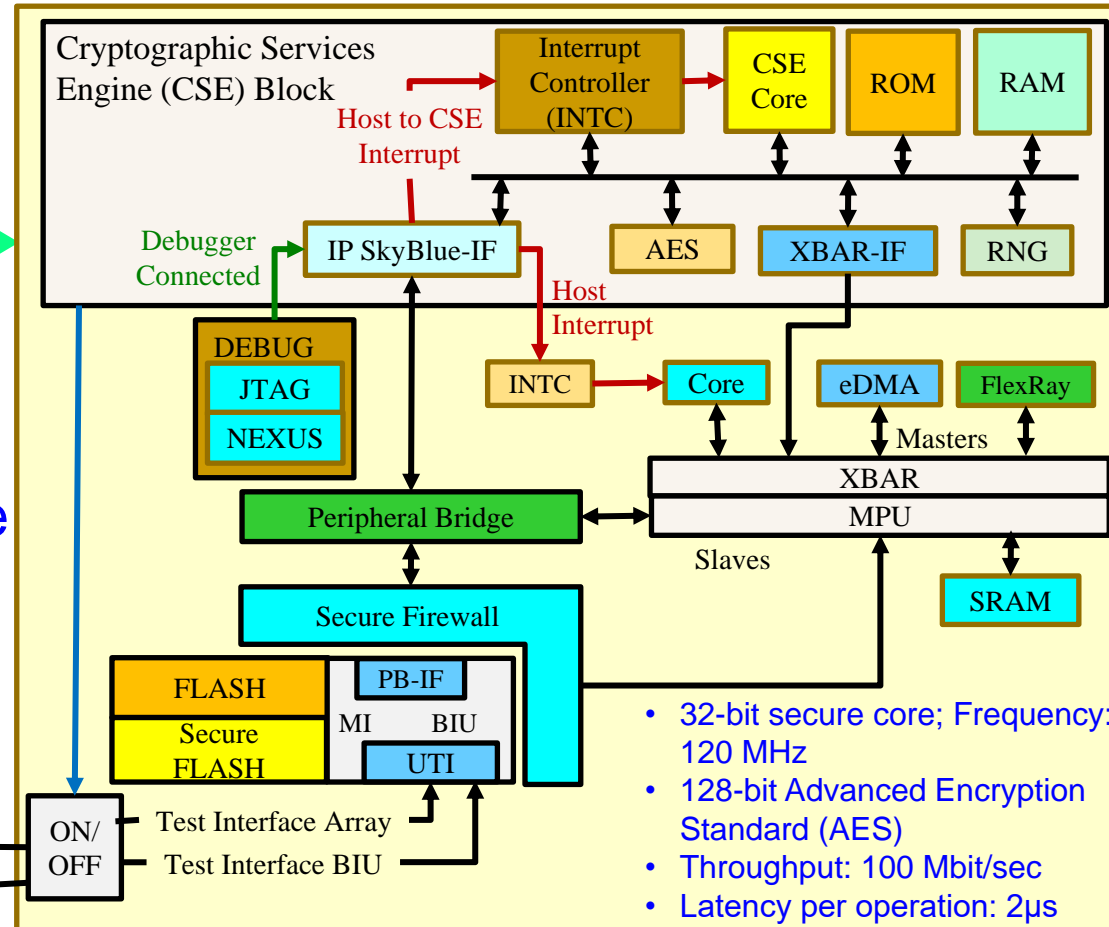 Cryptographic Services
Engine (CSE) Block
Interrupt
Controller
(INTC)
CSE
Core
ROM
RAM
Host to CSE
Interrupt
Debugger
Connected
IP SkyBlue-IF
AES
XBAR-IF
RNG
Host
Interrupt
DEBUG
JTAG
NEXUS
INTC
Core
eDMA
FlexRay
Masters
XBAR
MPU
e
Peripheral Bridge
Slaves
SRAM
Secure Firewall
FLASH
Secure
FLASH
PB-IF
MI BIU
UTI
ON/
OFF
Test Interface Array
Test Interface BIU
• 32-bit secure core; Frequency:
120 MHz
• 128-bit Advanced Encryption
Standard (AES)
• Throughput: 100 Mbit/sec
• Latency per operation: 2μs